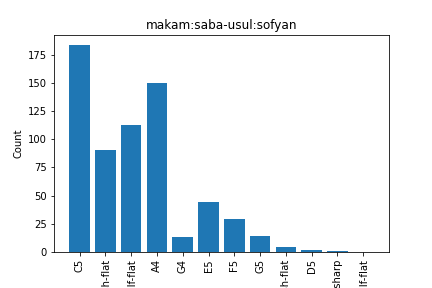 makam:saba-usul:sofyan
175
150
125
100
75
50
25
0
Count
C5
h-flat
lf-flat
A4
G4
E5
F5
G5
h-flat
D5
sharp
lf-flat